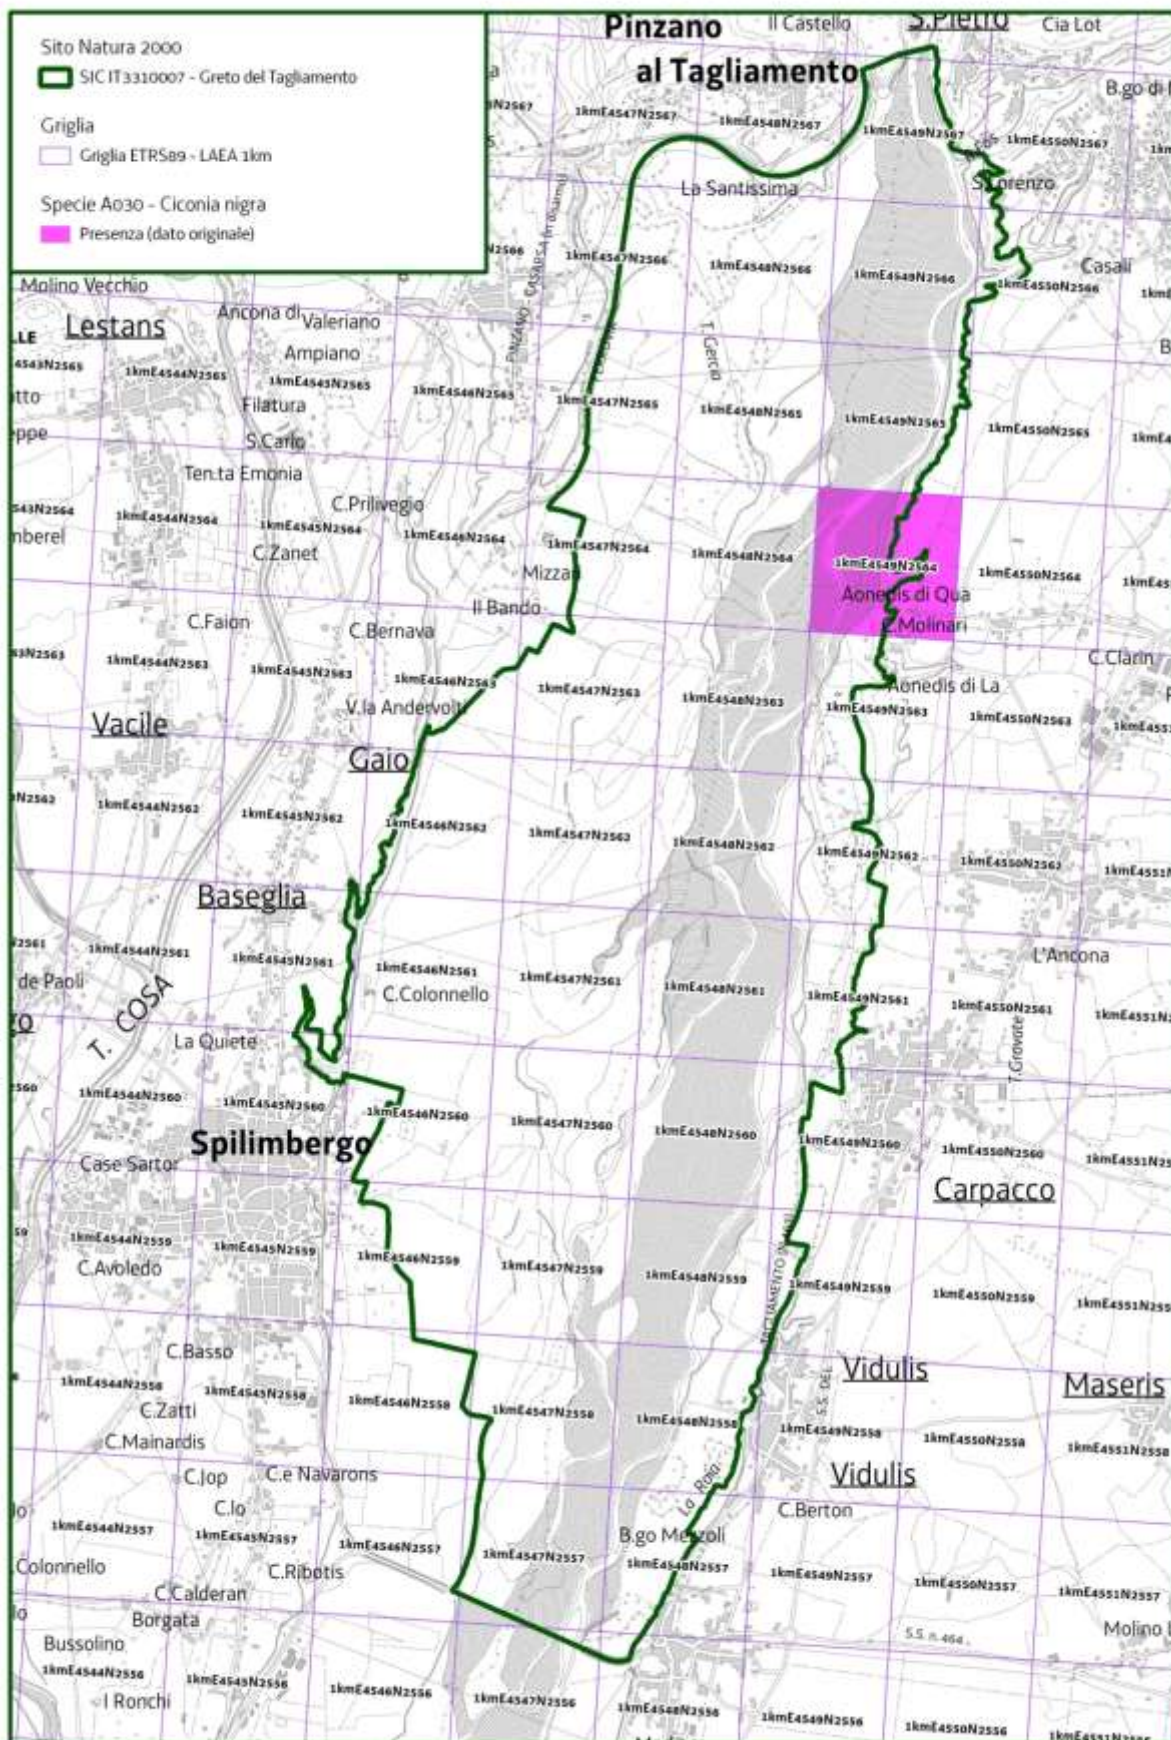 Pinzano
al Tagliamento
Il Castello
S.Pietro
Cia Lot
Sito Natura 2000
SIC IT3310007 - Greto del Tagliamento
Griglia
Griglia ETRS89 - LAEA 1km
Specie A030 - Ciconia nigra
Presenza (dato originale)
B.go di
1kmE4547N2567
1kmE4548N2567
1kmE4549N2567
1kmE4550N2567
La Santissima
S.Lorenzo
1kmE4547N2566
1kmE4548N2566
1kmE4549N2566
1kmE4550N2566
Casali
Molino Vecchio
Lestans
Ancona di
Valeriano
Ampiano
T.Gercia
1kmE4544N2565
1kmE4545N2565
1kmE4546N2565
1kmE4547N2565
1kmE4548N2565
1kmE4549N2565
1kmE4550N2565
Filatura
S.Carlo
Ten.ta Emonia
C.Prilivegio
1kmE4544N2564
1kmE4545N2564
1kmE4546N2564
1kmE4547N2564
1kmE4548N2564
1kmE4549N2564
1kmE4550N2564
C.Zanet
Mizzari
Aonedis di Qua
Il Bando
C.Faion
C.Bernava
C.Molinari
C.Clarin
1kmE4544N2563
1kmE4545N2563
1kmE4546N2563
1kmE4547N2563
1kmE4548N2563
1kmE4549N2563
1kmE4550N2563
Aonedis di La
V.la Andervolti
Vacile
Gaio
1kmE4544N2562
1kmE4545N2562
1kmE4546N2562
1kmE4547N2562
1kmE4548N2562
1kmE4549N2562
1kmE4550N2562
1kmE4551N
Baseglia
1kmE4544N2561
1kmE4545N2561
1kmE4546N2561
1kmE4547N2561
1kmE4548N2561
1kmE4549N2561
1kmE4550N2561
L'Ancona
de Paoli
C.Colonnello
T. COSA
La Quiete
1kmE4544N2560
1kmE4545N2560
1kmE4546N2560
1kmE4547N2560
1kmE4548N2560
1kmE4549N2560
1kmE4550N2560
Spilimbergo
Case Sartor
Carpacco
1kmE4544N2559
1kmE4545N2559
1kmE4546N2559
1kmE4547N2559
1kmE4548N2559
1kmE4549N2559
1kmE4550N2559
C.Avoledo
C.Basso
Vidulis
Maseris
1kmE4544N2558
1kmE4545N2558
1kmE4546N2558
1kmE4547N2558
1kmE4548N2558
1kmE4549N2558
1kmE4550N2558
1kmE4551N2558
S.S. DEL
C.Zatti
C.Mainardis
C.Jop
C.e Navarons
La Roia
Vidulis
C.Io
C.Berton
1kmE4544N2557
1kmE4545N2557
1kmE4546N2557
1kmE4547N2557
1kmE4548N2557
1kmE4549N2557
1kmE4550N2557
1kmE4551N2557
B.go Mezzoli
Colonnello
C.Ribotis
C.Calderan
Borgata
S.S. n.464
Molino
Bussolino
1kmE4544N2556
1kmE4545N2556
1kmE4546N2556
1kmE4547N2556
1kmE4548N2556
1kmE4549N2556
1kmE4550N2556
I Ronchi